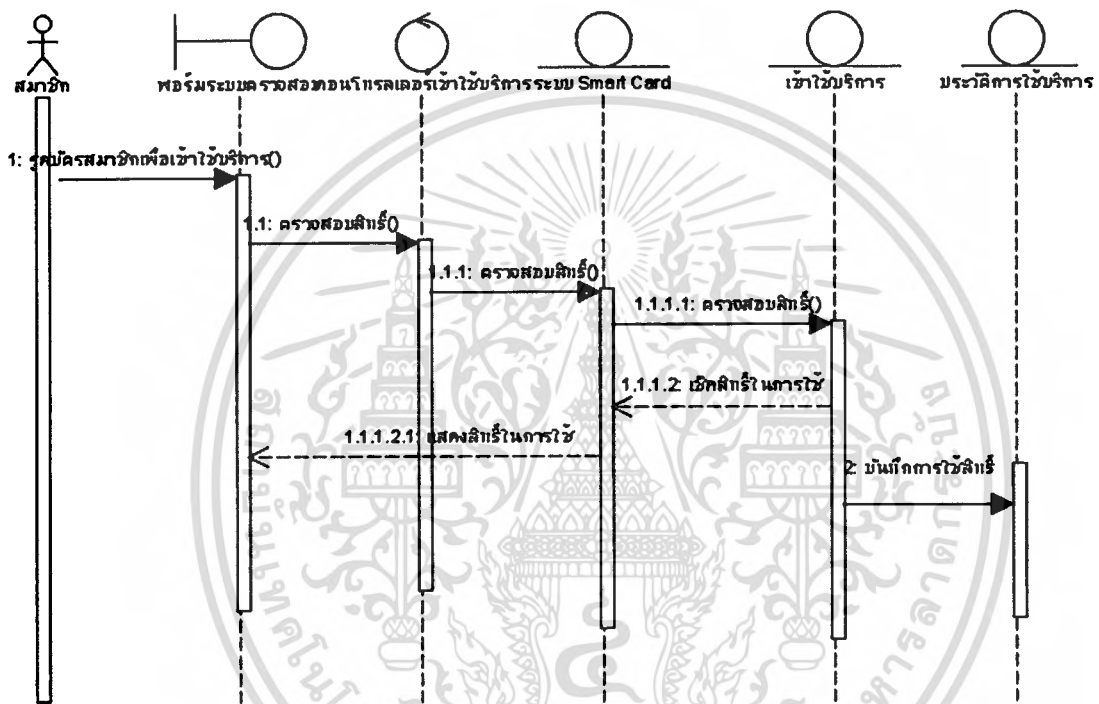 สมาชิก
ฟอร์มระบบตรวจสอบ
คอนโทรลเลอร์เข้าใช้บริการ
ระบบ Smart Card
เข้าใช้บริการ
ประวัติการใช้บริการ
1: รูดบัตรสมาชิกเพื่อเข้าใช้บริการ()
1.1: ตรวจสอบสิทธิ์()
1.1.1: ตรวจสอบสิทธิ์()
1.1.1.1: ตรวจสอบสิทธิ์()
1.1.1.2: เช็คสิทธิ์ในการใช้
1.1.1.2.1: แสดงสิทธิ์ในการใช้
2: บันทึกการใช้สิทธิ์